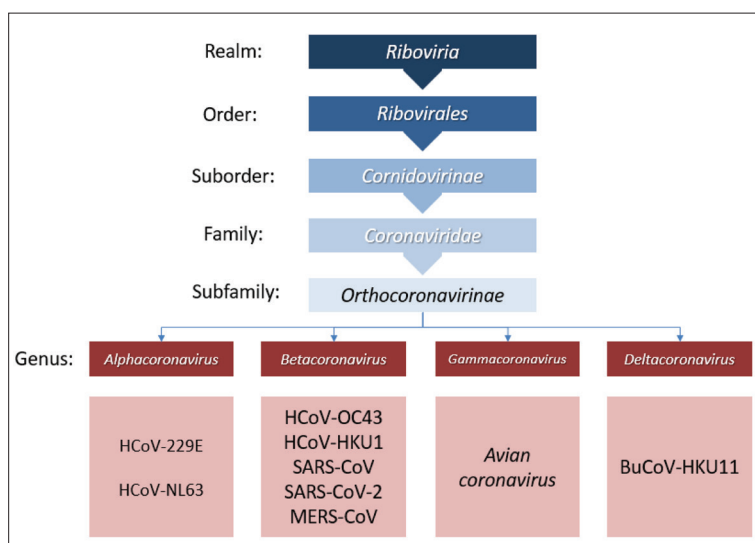 Realm: Riboviria
Order: Ribovirales
Suborder: Cornidovirinae
Family: Coronaviridae
Subfamily: Orthocoronavirinae
Genus: Alphacoronavirus Betacoronavirus Gammacoronavirus Deltacoronavirus
HCoV-229E
HCoV-NL63
HCoV-OC43
HCoV-HKU1
SARS-CoV
SARS-CoV-2
MERS-CoV
Avian
coronavirus
BuCoV-HKU11